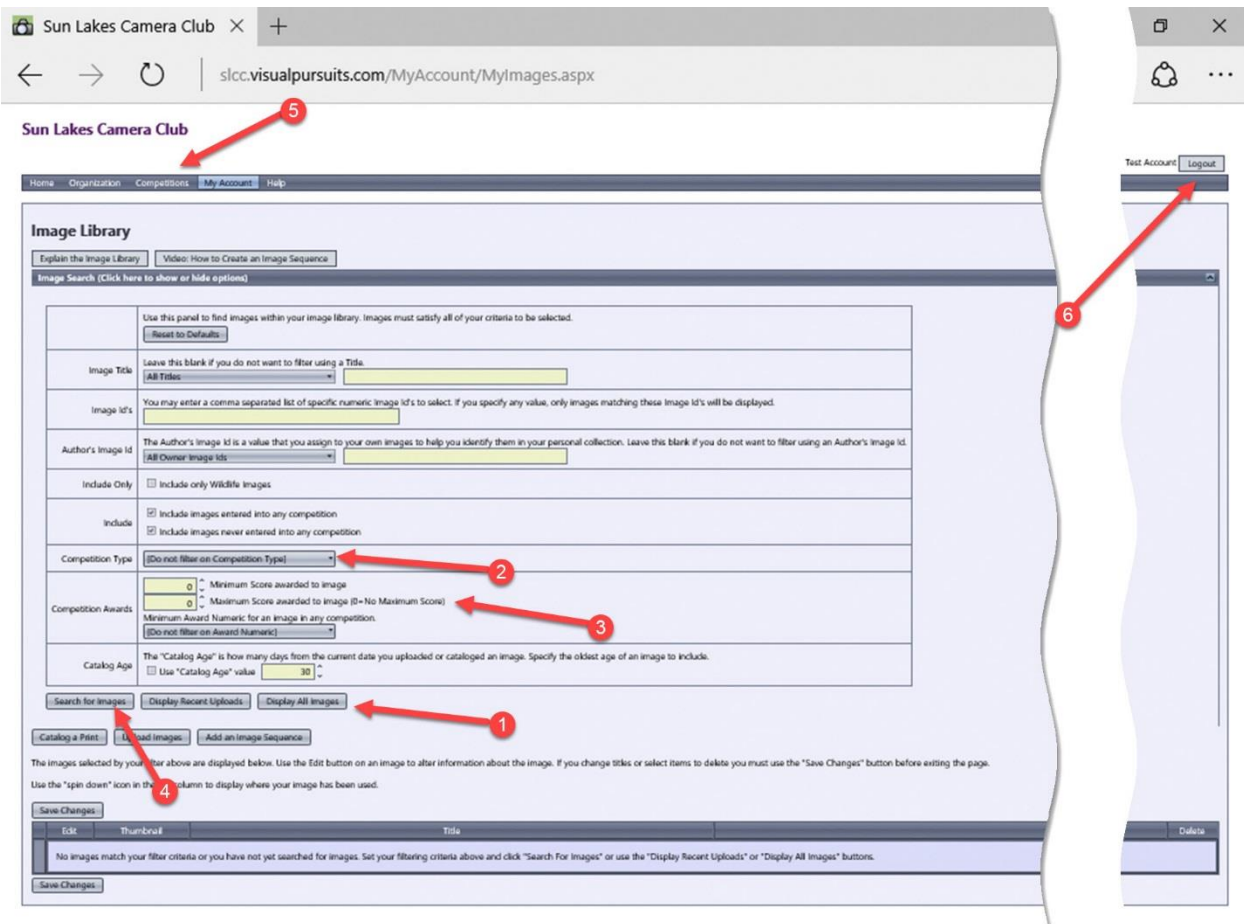 Sun Lakes Camera Club
slcc.visualpursuits.com/MyAccount/MyImages.aspx
5
Sun Lakes Camera Club
Test Account Logout
Home Organization Competitions My Account Help
Image Library
Explain the Image Library Video: How to Create an Image Sequence
Image Search (Click here to show or hide options)
6
Use this panel to find images within your image library. Images must satisfy all of your criteria to be selected.
Reset to Defaults
Image Title
Leave this blank if you do not want to filter using a Title.
All Titles
Image Id's
You may enter a comma separated list of specific numeric Image Id's to select. If you specify any value, only images matching these Image Id's will be displayed.
Author's Image Id
The Author's Image Id is a value that you assign to your own images to help you identify them in your personal collection. Leave this blank if you do not want to filter using an Author's Image Id.
All Owner Image Ids
Include Only Include only Wildlife Images
Include
Include images entered into any competition
Include images never entered into any competition
Competition Type (Do not filter on Competition Type)
2
Competition Awards
0 Minimum Score awarded to image
0 Maximum Score awarded to image (0=No Maximum Score)
3
Minimum Award Numeric for an image in any competition.
(Do not filter on Award Numeric)
Catalog Age
The "Catalog Age" is how many days from the current date you uploaded or cataloged an image. Specify the oldest age of an image to include.
Use "Catalog Age" value 30
Search for Images Display Recent Uploads Display All Images
1
Catalog a Print Upload Images Add an Image Sequence
The images selected by your filter above are displayed below. Use the Edit button on an image to alter information about the image. If you change titles or select items to delete you must use the "Save Changes" button before exiting the page.
Use the "spin down" icon in the column to display where your image has been used.
4
Save Changes
Edit Thumbnail Title Delete
No images match your filter criteria or you have not yet searched for images. Set your filtering criteria above and click "Search For Images" or use the "Display Recent Uploads" or "Display All Images" buttons.
Save Changes